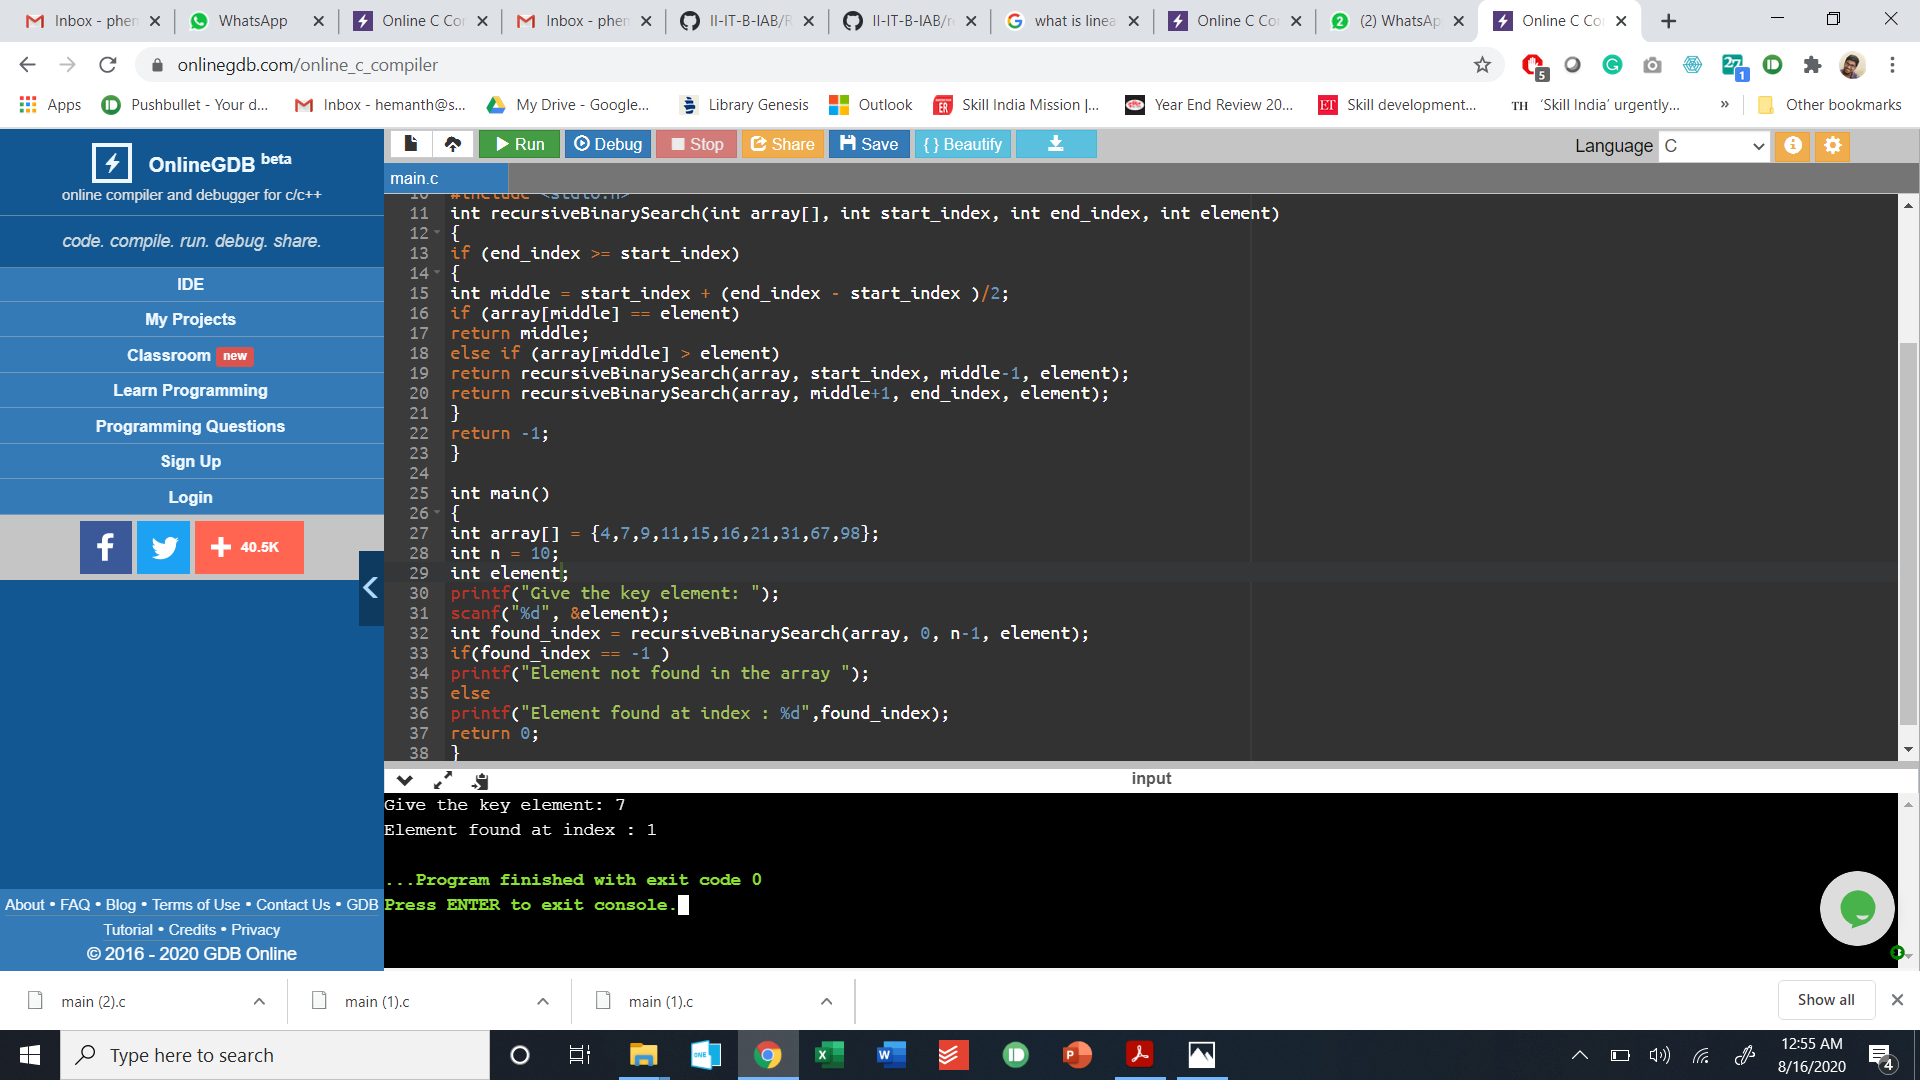 Inbox - phen
WhatsApp
Online C Co
Inbox - phen
II-IT-B-IAB/R
II-IT-B-IAB/r
what is linea
Online C Co
(2) WhatsAp
Online C Co
onlinegdb.com/online_c_compiler
5
27
1
Apps
Pushbullet - Your d...
Inbox - hemanth@s...
My Drive - Google...
Library Genesis
Outlook
Skill India Mission |...
Year End Review 20...
Skill development...
TH 'Skill India' urgently...
»
Other bookmarks
OnlineGDB beta
online compiler and debugger for c/c++
code. compile. run. debug. share.
IDE
My Projects
Classroom new
Learn Programming
Programming Questions
Sign Up
Login
+ 40.5K
About • FAQ • Blog • Terms of Use • Contact Us • GDB
Tutorial • Credits • Privacy
© 2016 - 2020 GDB Online
Run
Debug
Stop
Share
Save
{ } Beautify
Language C
main.c
10 #include <stdio.h>
11 int recursiveBinarySearch(int array[], int start_index, int end_index, int element)
12 {
13 if (end_index >= start_index)
14 {
15 int middle = start_index + (end_index - start_index )/2;
16 if (array[middle] == element)
17 return middle;
18 else if (array[middle] > element)
19 return recursiveBinarySearch(array, start_index, middle-1, element);
20 return recursiveBinarySearch(array, middle+1, end_index, element);
21 }
22 return -1;
23 }
24
25 int main()
26 {
27 int array[] = {4,7,9,11,15,16,21,31,67,98};
28 int n = 10;
29 int element;
30 printf("Give the key element: ");
31 scanf("%d", &element);
32 int found_index = recursiveBinarySearch(array, 0, n-1, element);
33 if(found_index == -1 )
34 printf("Element not found in the array ");
35 else
36 printf("Element found at index : %d",found_index);
37 return 0;
38 }
input
Give the key element: 7
Element found at index : 1
...Program finished with exit code 0
Press ENTER to exit console.
main (2).c
main (1).c
main (1).c
Show all
Type here to search
12:55 AM
8/16/2020
4